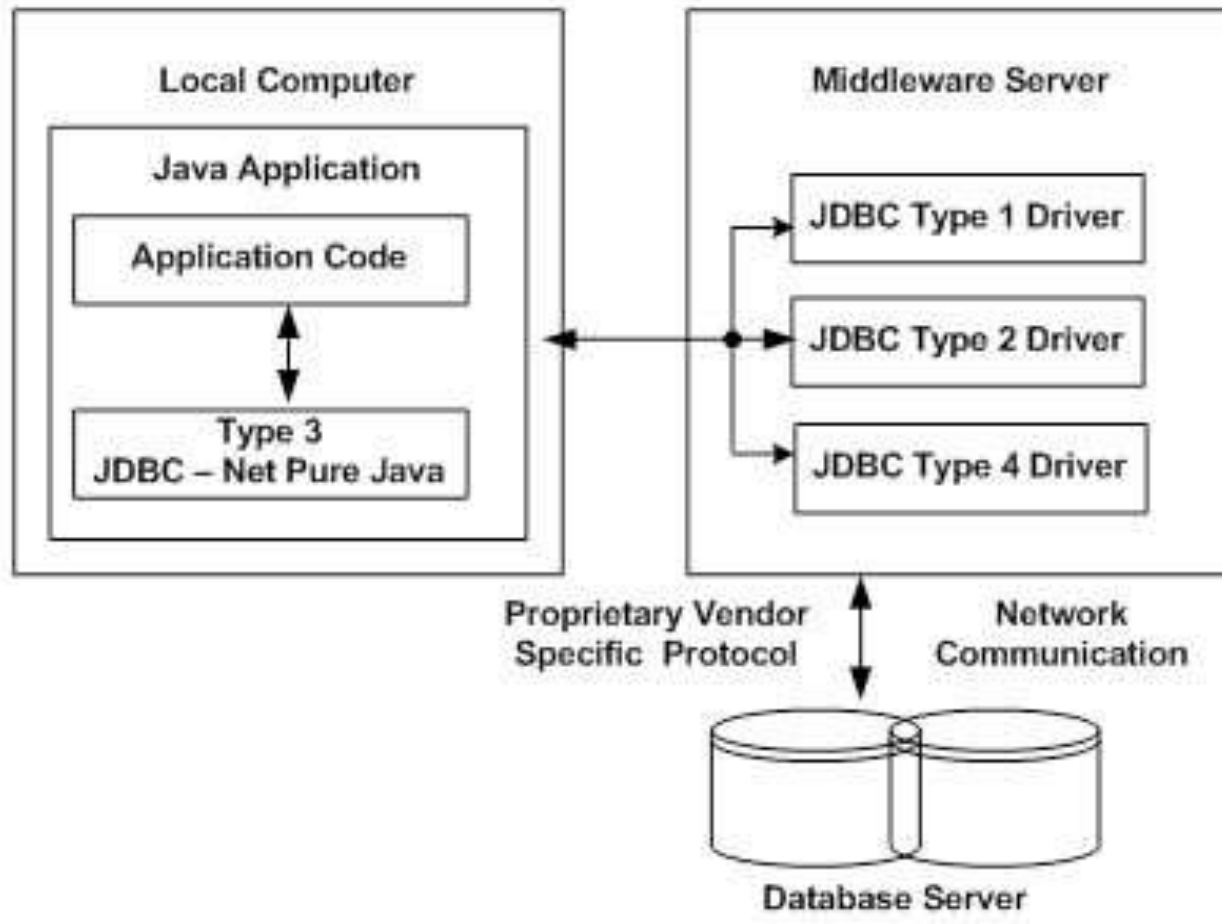 Local Computer
Java Application
Application Code
Type 3
JDBC – Net Pure Java
Middleware Server
JDBC Type 1 Driver
JDBC Type 2 Driver
JDBC Type 4 Driver
Proprietary Vendor
Specific Protocol
Network
Communication
Database Server